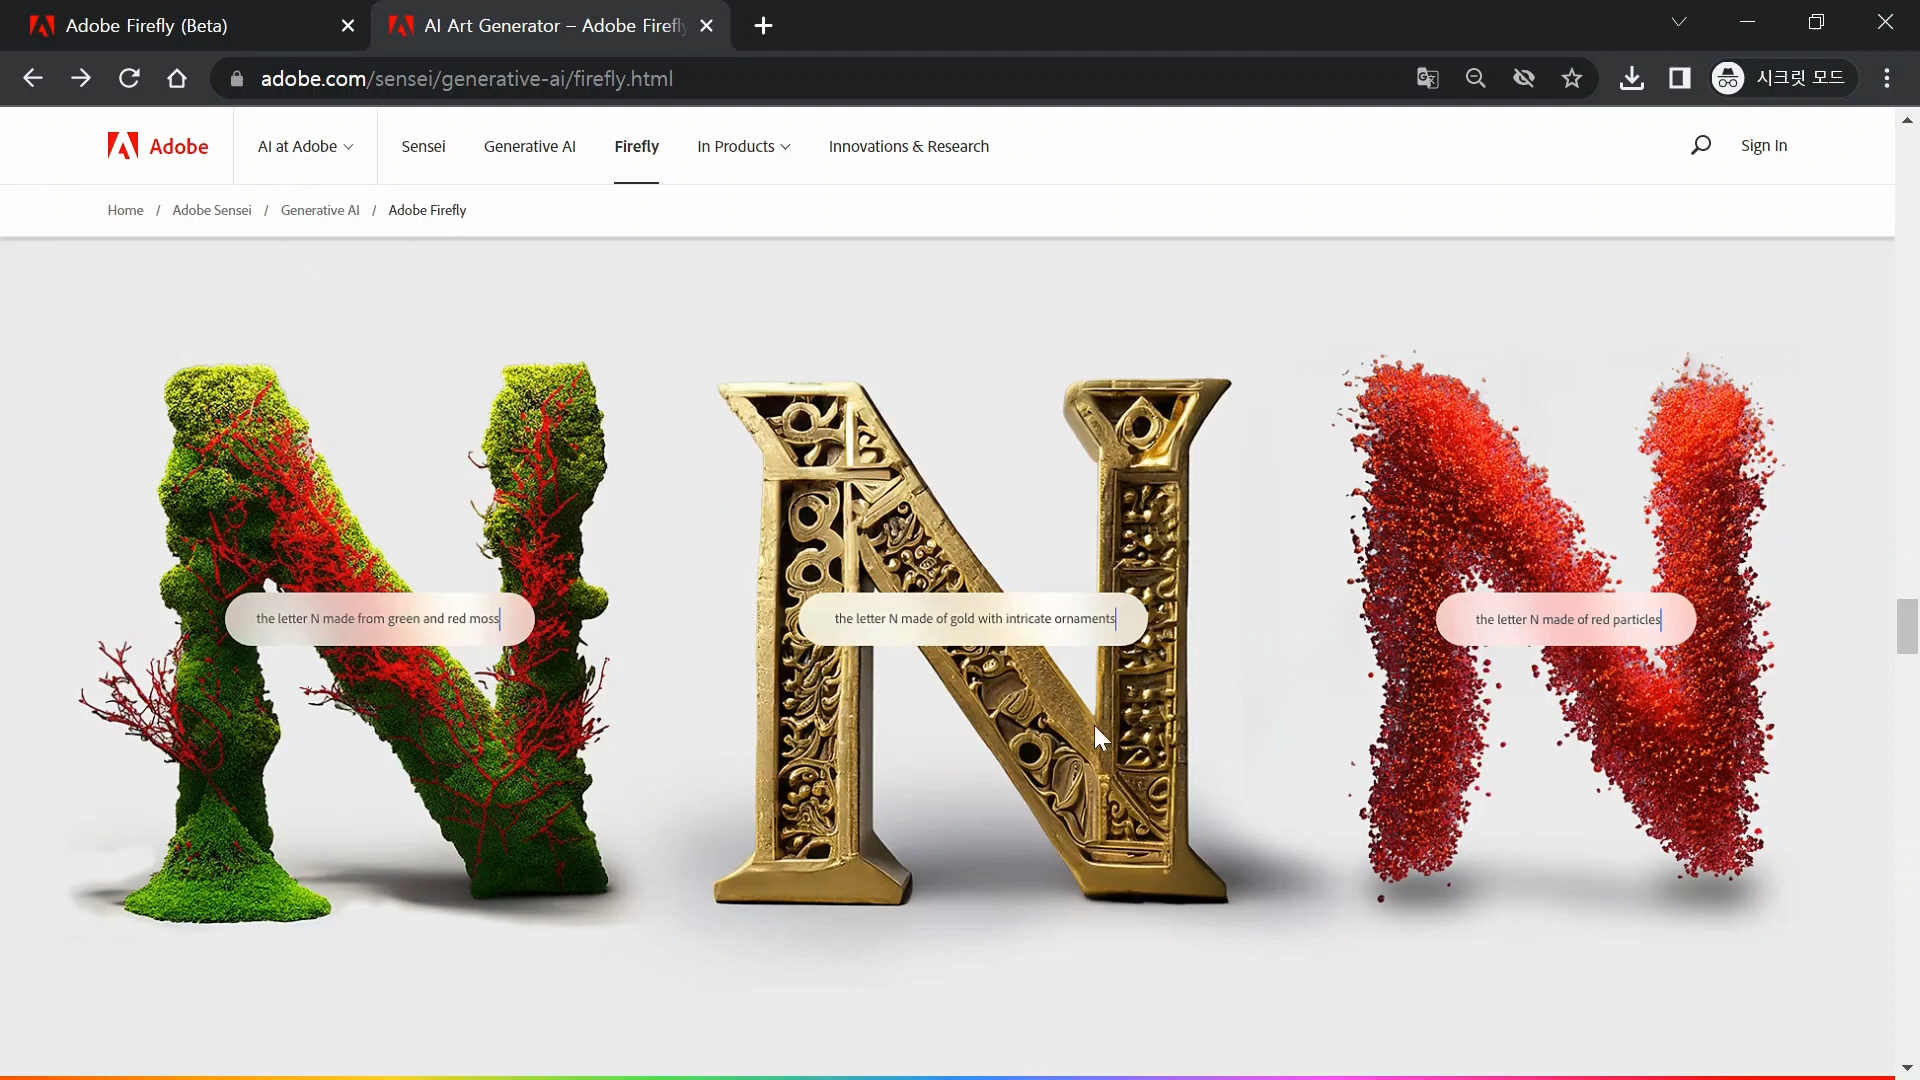 Adobe Firefly (Beta)
AI Art Generator – Adobe Firefly
adobe.com/sensei/generative-ai/firefly.html
시크릿 모드
Adobe
AI at Adobe
Sensei
Generative AI
Firefly
In Products
Innovations & Research
Sign In
Home / Adobe Sensei / Generative AI / Adobe Firefly
the letter N made from green and red moss
the letter N made of gold with intricate ornaments
the letter N made of red particles